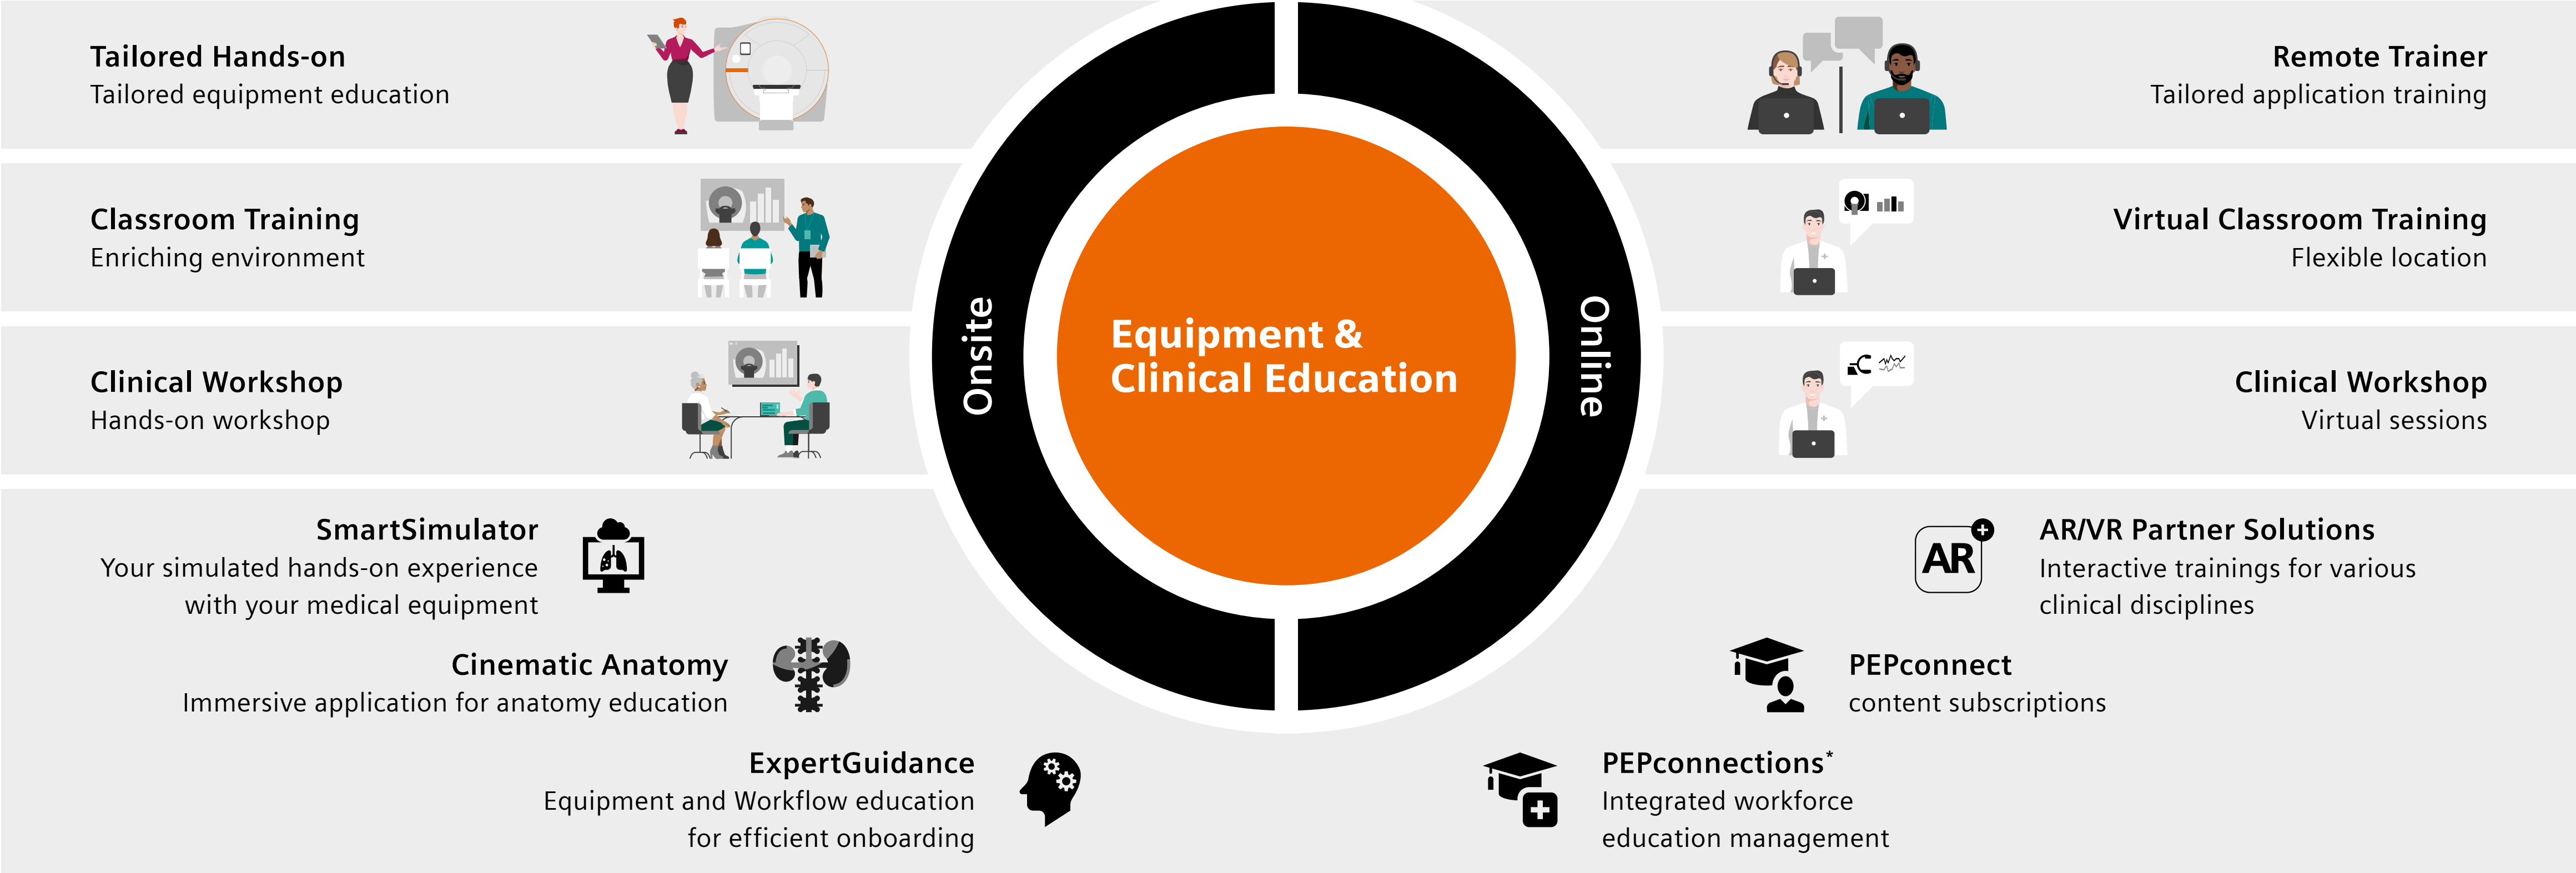 Tailored Hands-on
Tailored equipment education
Classroom Training
Enriching environment
Clinical Workshop
Hands-on workshop
Onsite
Equipment &
Clinical Education
Online
Remote Trainer
Tailored application training
Virtual Classroom Training
Flexible location
Clinical Workshop
Virtual sessions
SmartSimulator
Your simulated hands-on experience
with your medical equipment
Cinematic Anatomy
Immersive application for anatomy education
ExpertGuidance
Equipment and Workflow education
for efficient onboarding
AR
AR/VR Partner Solutions
Interactive trainings for various
clinical disciplines
PEPconnect
content subscriptions
PEPconnections*
Integrated workforce
education management